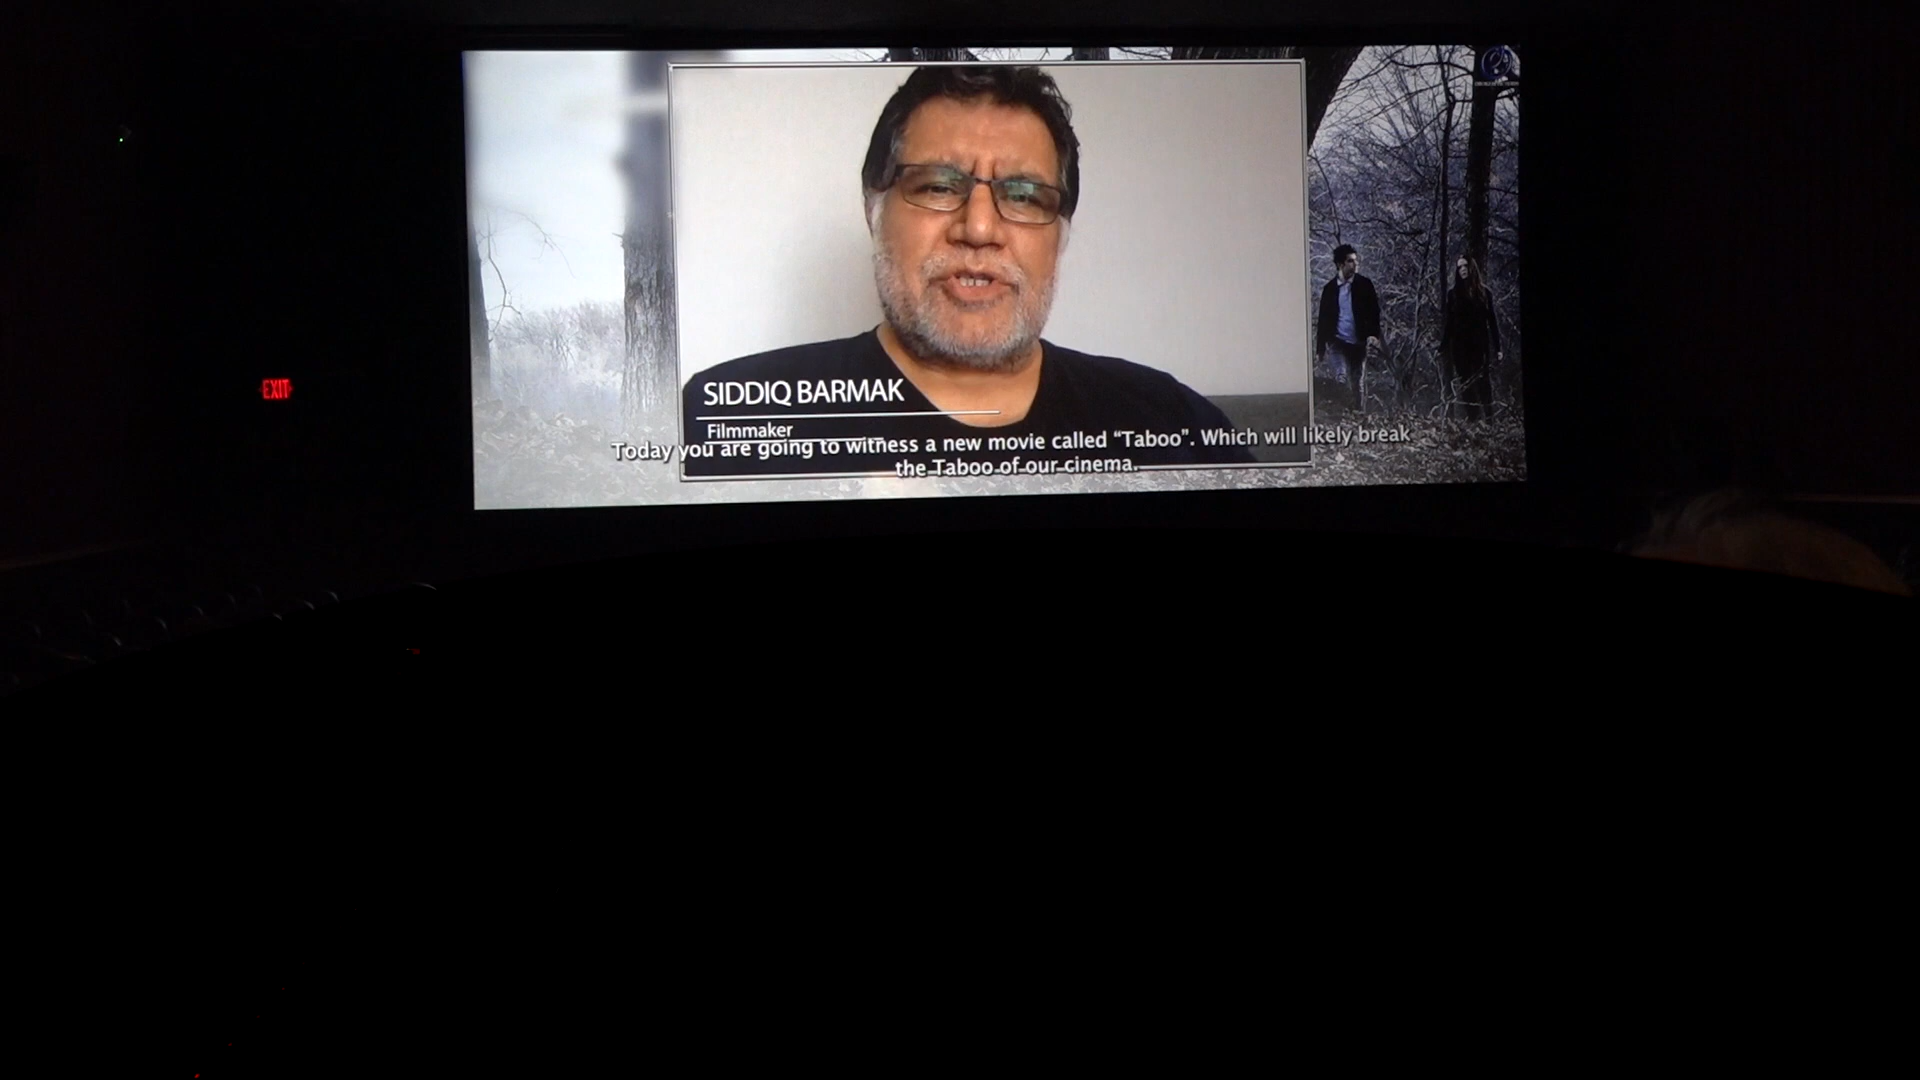 SIDDIQ BARMAK
Filmmaker
Today you are going to witness a new movie called “Taboo”. Which will likely break
the Taboo of our cinema.
EXIT